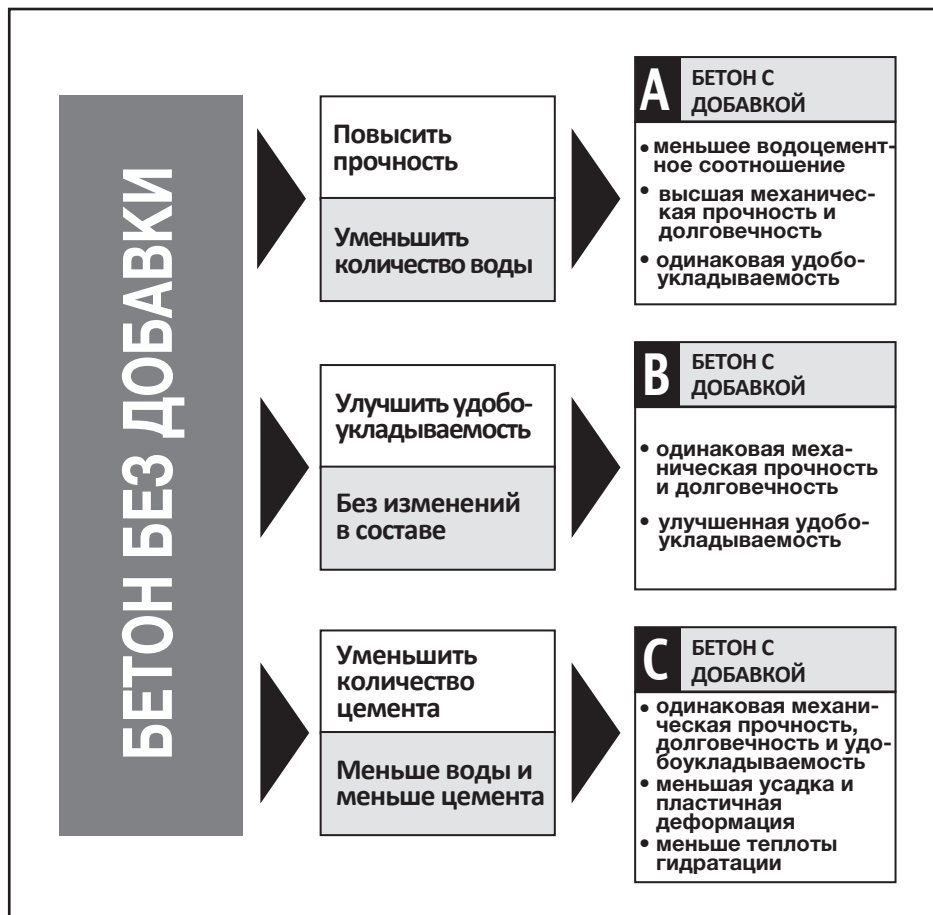 БЕТОН БЕЗ ДОБАВКИ
Повысить
прочность
Уменьшить
количество воды
A
БЕТОН С
ДОБАВКОЙ
• меньшее водоцемент-
ное соотношение
• высшая механичес-
кая прочность и
долговечность
• одинаковая удобо-
укладываемость
Улучшить удобо-
укладываемость
Без изменений
в составе
B
БЕТОН С
ДОБАВКОЙ
• одинаковая меха-
ническая прочность
и долговечность
• улучшенная удобо-
укладываемость
Уменьшить
количество
цемента
Меньше воды и
меньше цемента
C
БЕТОН С
ДОБАВКОЙ
• одинаковая механи-
ческая прочность,
долговечность и удо-
боукладываемость
• меньшая усадка и
пластичная
деформация
• меньше теплоты
гидратации